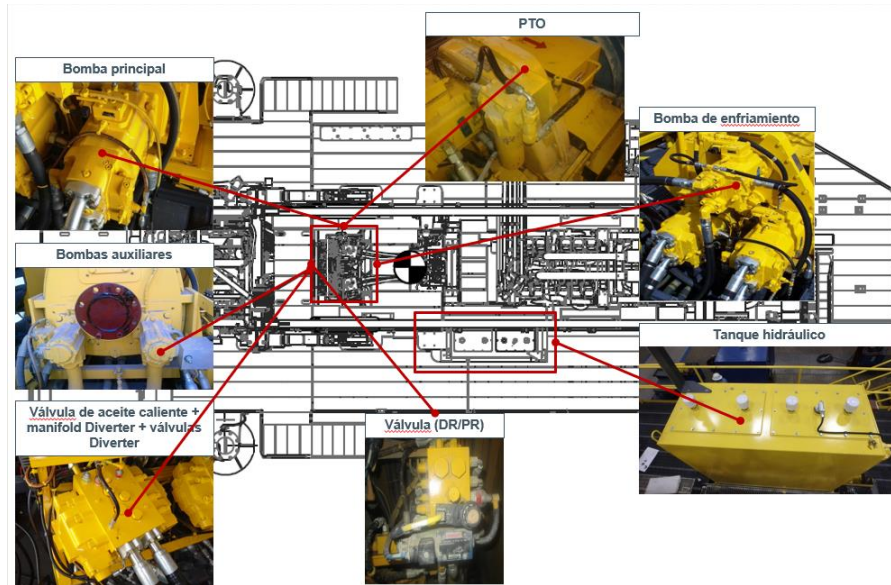 PTO
Bomba principal
Bomba de enfriamiento
Bombas auxiliares
Tanque hidráulico
Válvula de aceite caliente +
manifold Diverter + válvulas
Diverter
Válvula (DR/PR)